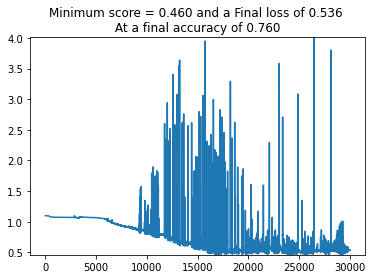 Minimum score = 0.460 and a Final loss of 0.536
At a final accuracy of 0.760
4.0
3.5
3.0
2.5
2.0
1.5
1.0
0.5
0 5000 10000 15000 20000 25000 30000